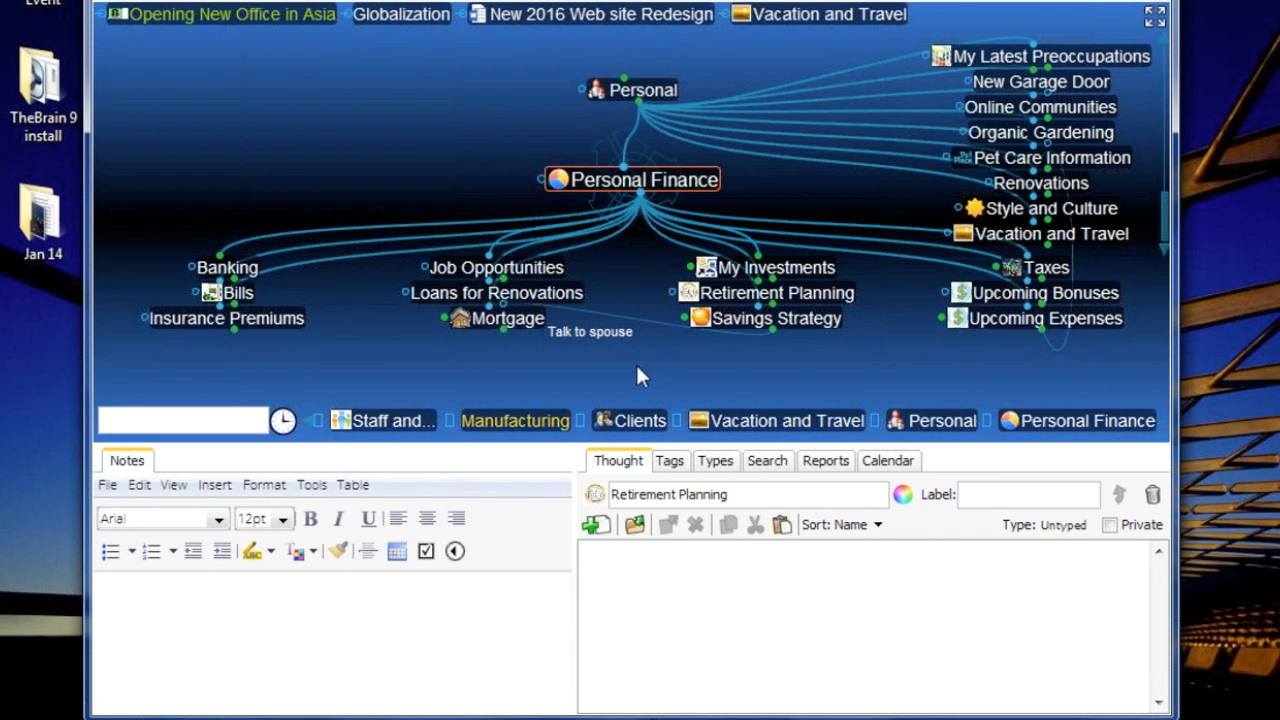 Event
TheBrain 9
install
Jan 14
Opening New Office in Asia Globalization New 2016 Web site Redesign Vacation and Travel
Personal
My Latest Preoccupations
New Garage Door
Online Communities
Organic Gardening
Pet Care Information
Renovations
Style and Culture
Vacation and Travel
Personal Finance
Banking Job Opportunities My Investments Taxes
Bills Loans for Renovations Retirement Planning Upcoming Bonuses
Insurance Premiums Mortgage Savings Strategy Upcoming Expenses
Talk to spouse
Staff and... Manufacturing Clients Vacation and Travel Personal Personal Finance
Notes
File Edit View Insert Format Tools Table
Arial 12pt B I U
Thought Tags Types Search Reports Calendar
Retirement Planning Label:
Sort: Name Type: Untyped Private